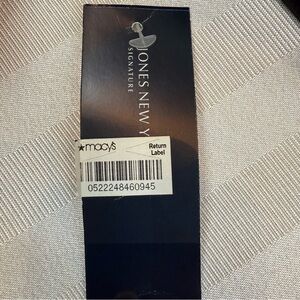 JONES NEW Y
SIGNATURE
★macy's
Return
Label
0522248460945